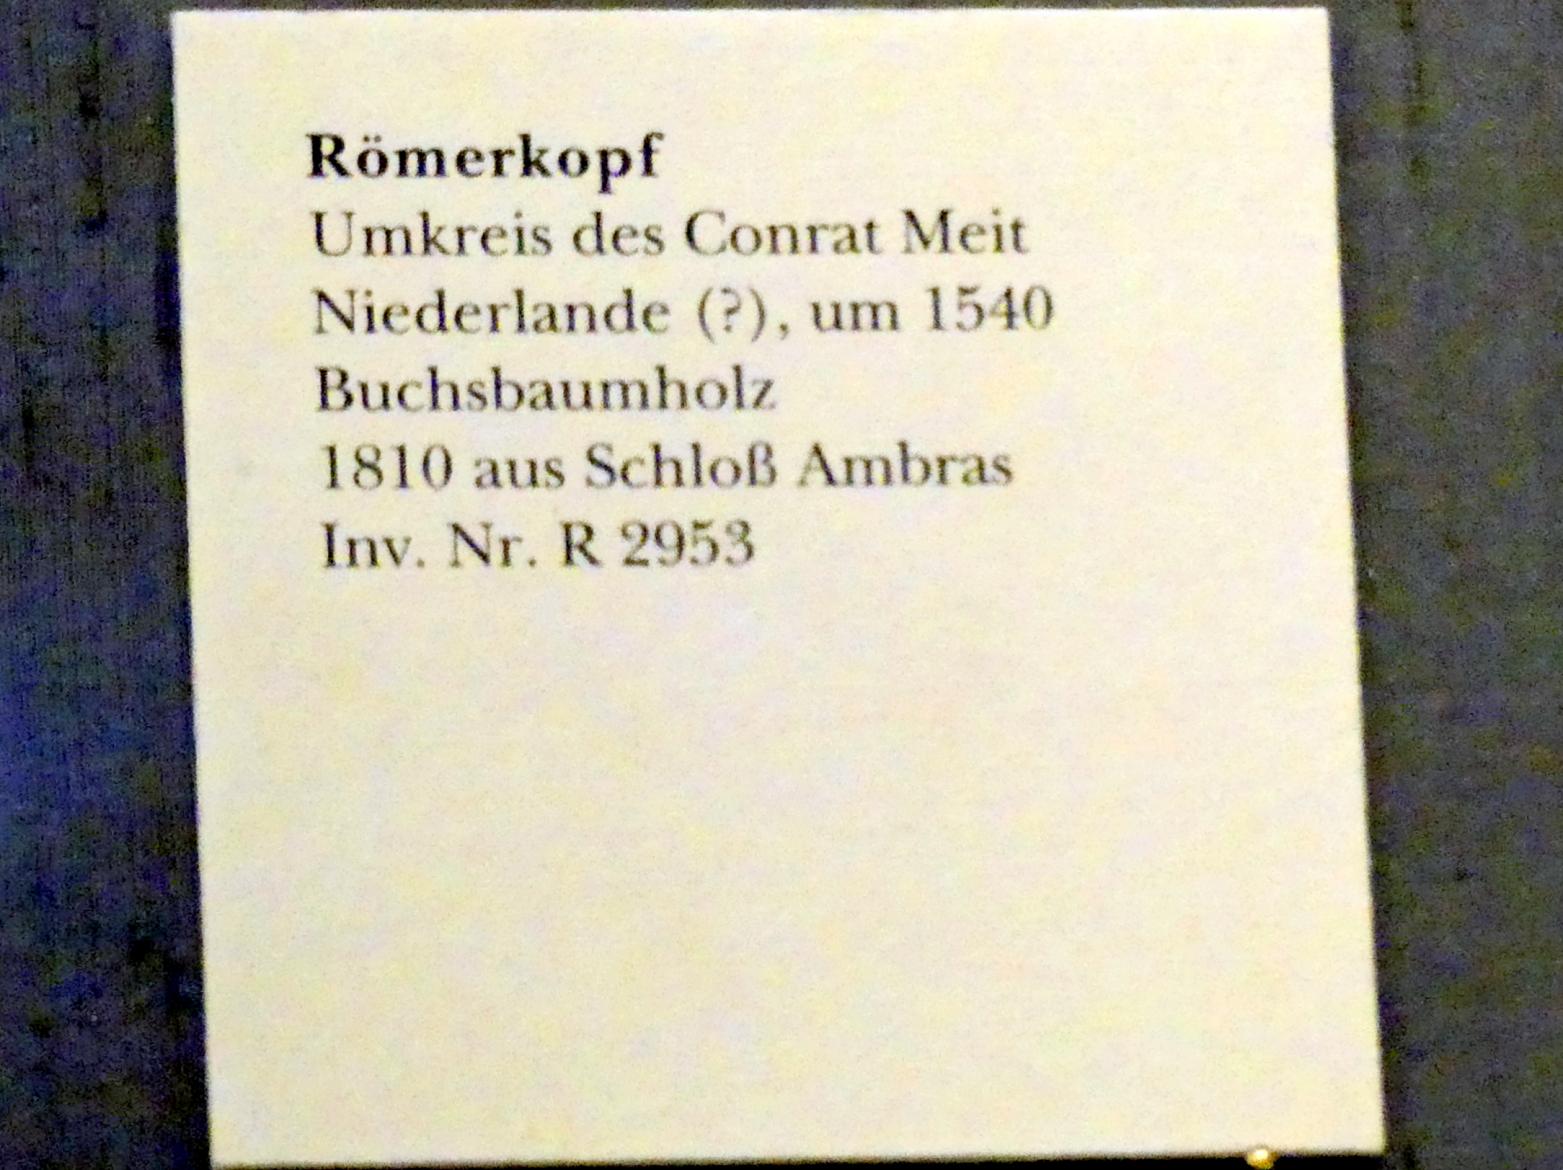 Römerkopf
Umkreis des Conrat Meit
Niederlande (?), um 1540
Buchsbaumholz
1810 aus Schloß Ambras
Inv. Nr. R 2953